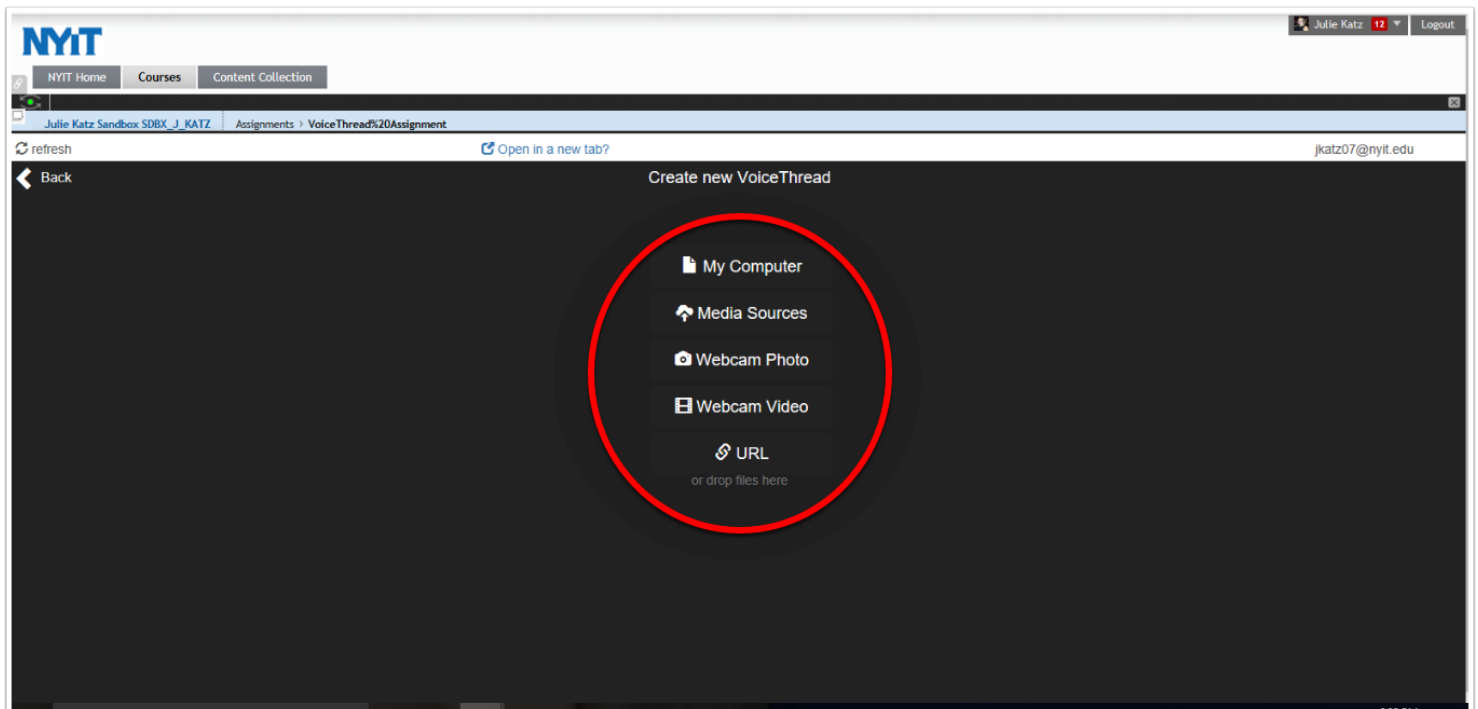 Julie Katz 12 Logout
NYIT
NYIT Home Courses Content Collection
Julie Katz Sandbox SDBX_J_KATZ Assignments > VoiceThread%20Assignment
refresh Open in a new tab? jkatz07@nyit.edu
Back Create new VoiceThread
My Computer
Media Sources
Webcam Photo
Webcam Video
URL
or drop files here